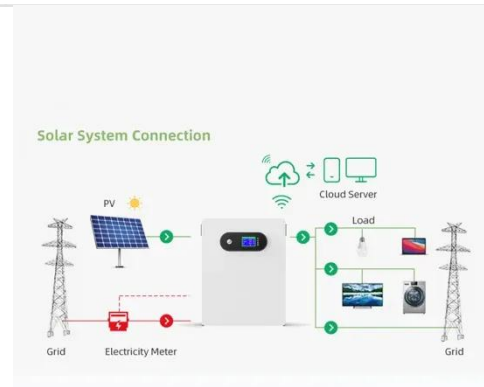 Solar System Connection
Cloud Server
PV
Load
Grid
Electricity Meter
Grid